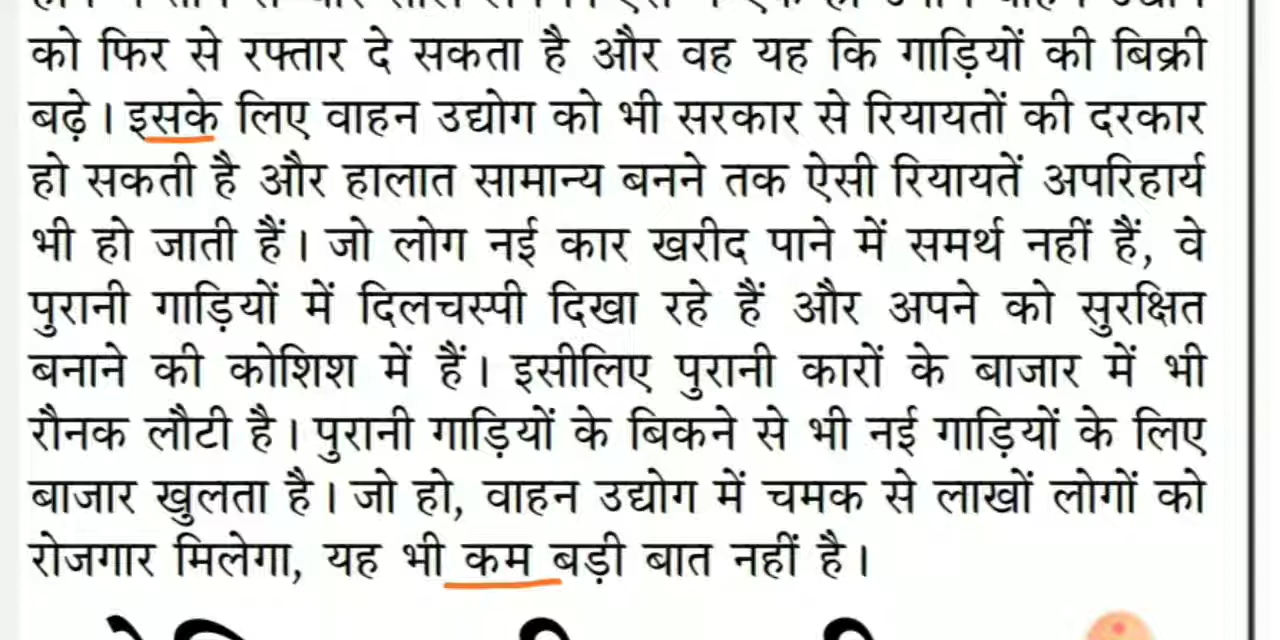 को फिर से रफ्तार दे सकता है और वह यह कि गाड़ियों की बिक्री
बढ़े। इसके लिए वाहन उद्योग को भी सरकार से रियायतों की दरकार
हो सकती है और हालात सामान्य बनने तक ऐसी रियायतें अपरिहार्य
भी हो जाती हैं। जो लोग नई कार खरीद पाने में समर्थ नहीं हैं, वे
पुरानी गाड़ियों में दिलचस्पी दिखा रहे हैं और अपने को सुरक्षित
बनाने की कोशिश में हैं। इसीलिए पुरानी कारों के बाजार में भी
रौनक लौटी है। पुरानी गाड़ियों के बिकने से भी नई गाड़ियों के लिए
बाजार खुलता है। जो हो, वाहन उद्योग में चमक से लाखों लोगों को
रोजगार मिलेगा, यह भी कम बड़ी बात नहीं है।